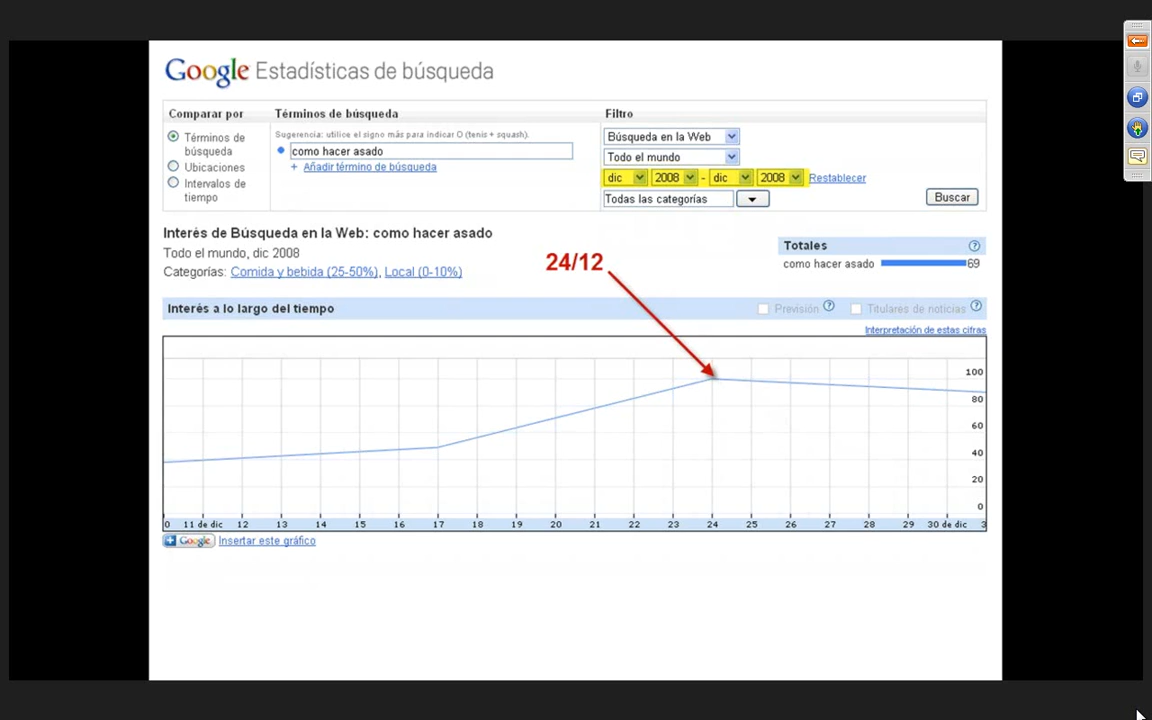 Google Estadísticas de búsqueda
Comparar por Términos de búsqueda Filtro
Términos de búsqueda
Ubicaciones
Intervalos de tiempo
Sugerencia: utilice el signo más para indicar O (tenis + squash).
como hacer asado
+ Añadir término de búsqueda
Búsqueda en la Web
Todo el mundo
dic 2008 - dic 2008 Restablecer
Todas las categorías Buscar
Interés de Búsqueda en la Web: como hacer asado
Todo el mundo, dic 2008
Categorías: Comida y bebida (25-50%), Local (0-10%)
24/12
Totales ?
como hacer asado 69
Interés a lo largo del tiempo Previsión ? Titulares de noticias ?
Interpretación de estas cifras
100
80
60
40
20
0
0 11 de dic 12 13 14 15 16 17 18 19 20 21 22 23 24 25 26 27 28 29 30 de dic 3
+ Google Insertar este gráfico